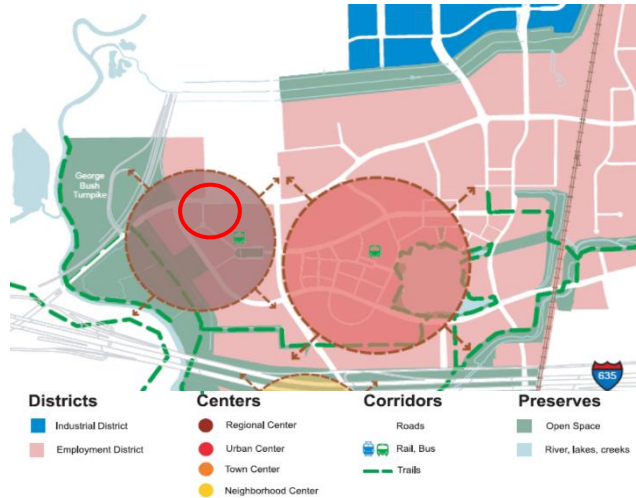 George
Bush
Turnpike
635
Districts
Industrial District
Employment District
Centers
Regional Center
Urban Center
Town Center
Neighborhood Center
Corridors
Roads
Rail, Bus
Trails
Preserves
Open Space
River, lakes, creeks